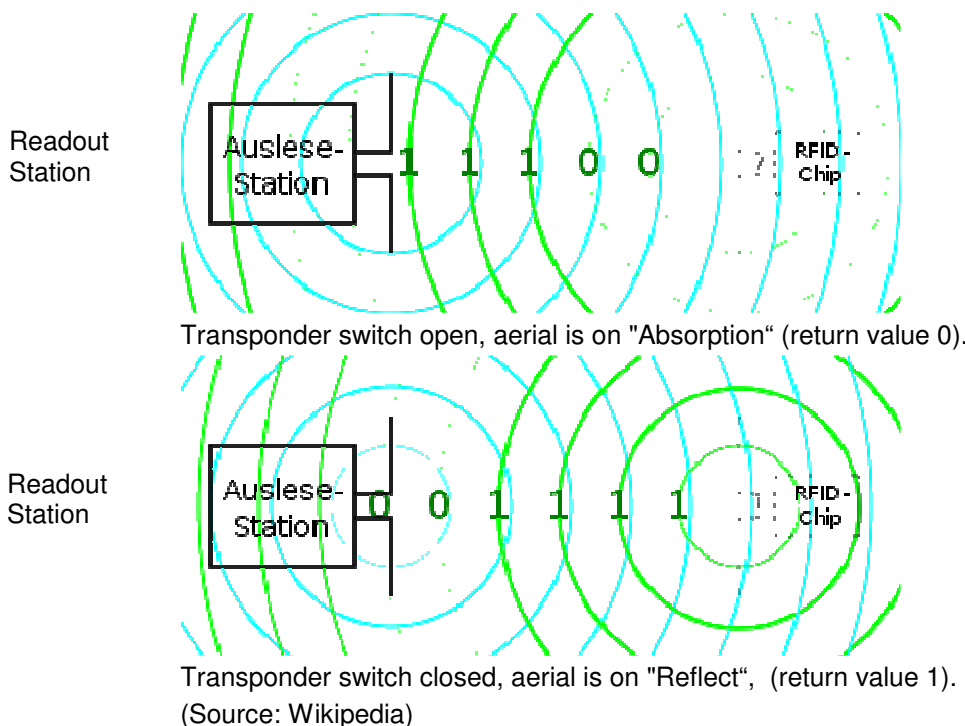 Readout
Station
Auslese-
Station
1 1 1 0 0
RFID-
Chip
Transponder switch open, aerial is on "Absorption“ (return value 0).
Readout
Station
Auslese-
Station
0 0 1 1 1 1
RFID-
Chip
Transponder switch closed, aerial is on "Reflect“, (return value 1).
(Source: Wikipedia)